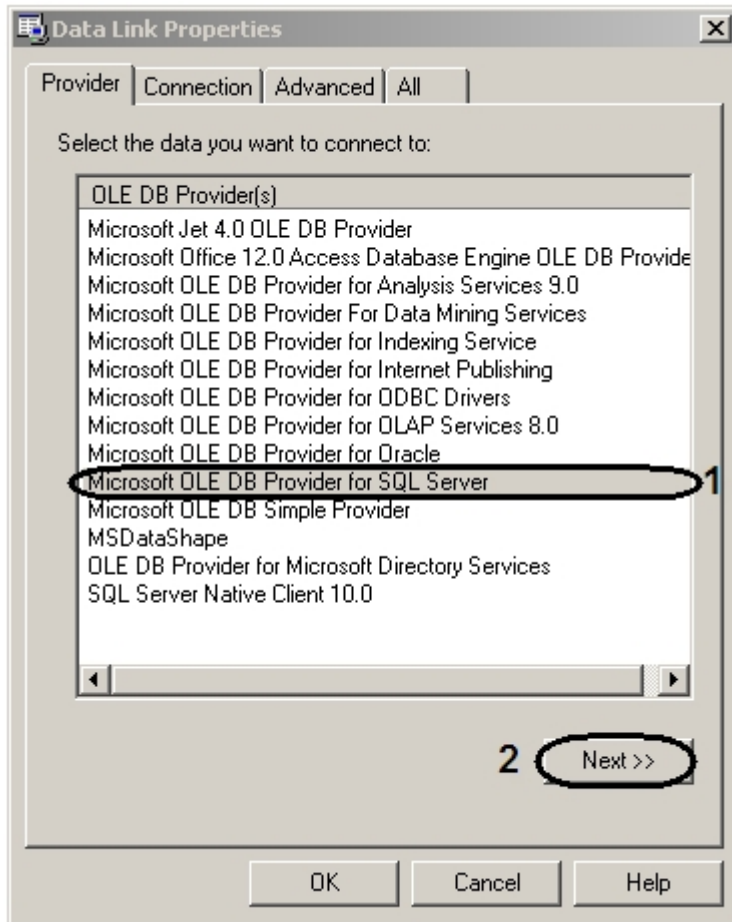 Data Link Properties
Provider Connection Advanced All
Select the data you want to connect to:
OLE DB Provider(s)
Microsoft Jet 4.0 OLE DB Provider
Microsoft Office 12.0 Access Database Engine OLE DB Provide
Microsoft OLE DB Provider for Analysis Services 9.0
Microsoft OLE DB Provider For Data Mining Services
Microsoft OLE DB Provider for Indexing Service
Microsoft OLE DB Provider for Internet Publishing
Microsoft OLE DB Provider for ODBC Drivers
Microsoft OLE DB Provider for OLAP Services 8.0
Microsoft OLE DB Provider for Oracle
Microsoft OLE DB Provider for SQL Server 1
Microsoft OLE DB Simple Provider
MSDataShape
OLE DB Provider for Microsoft Directory Services
SQL Server Native Client 10.0
2 Next >>
OK Cancel Help